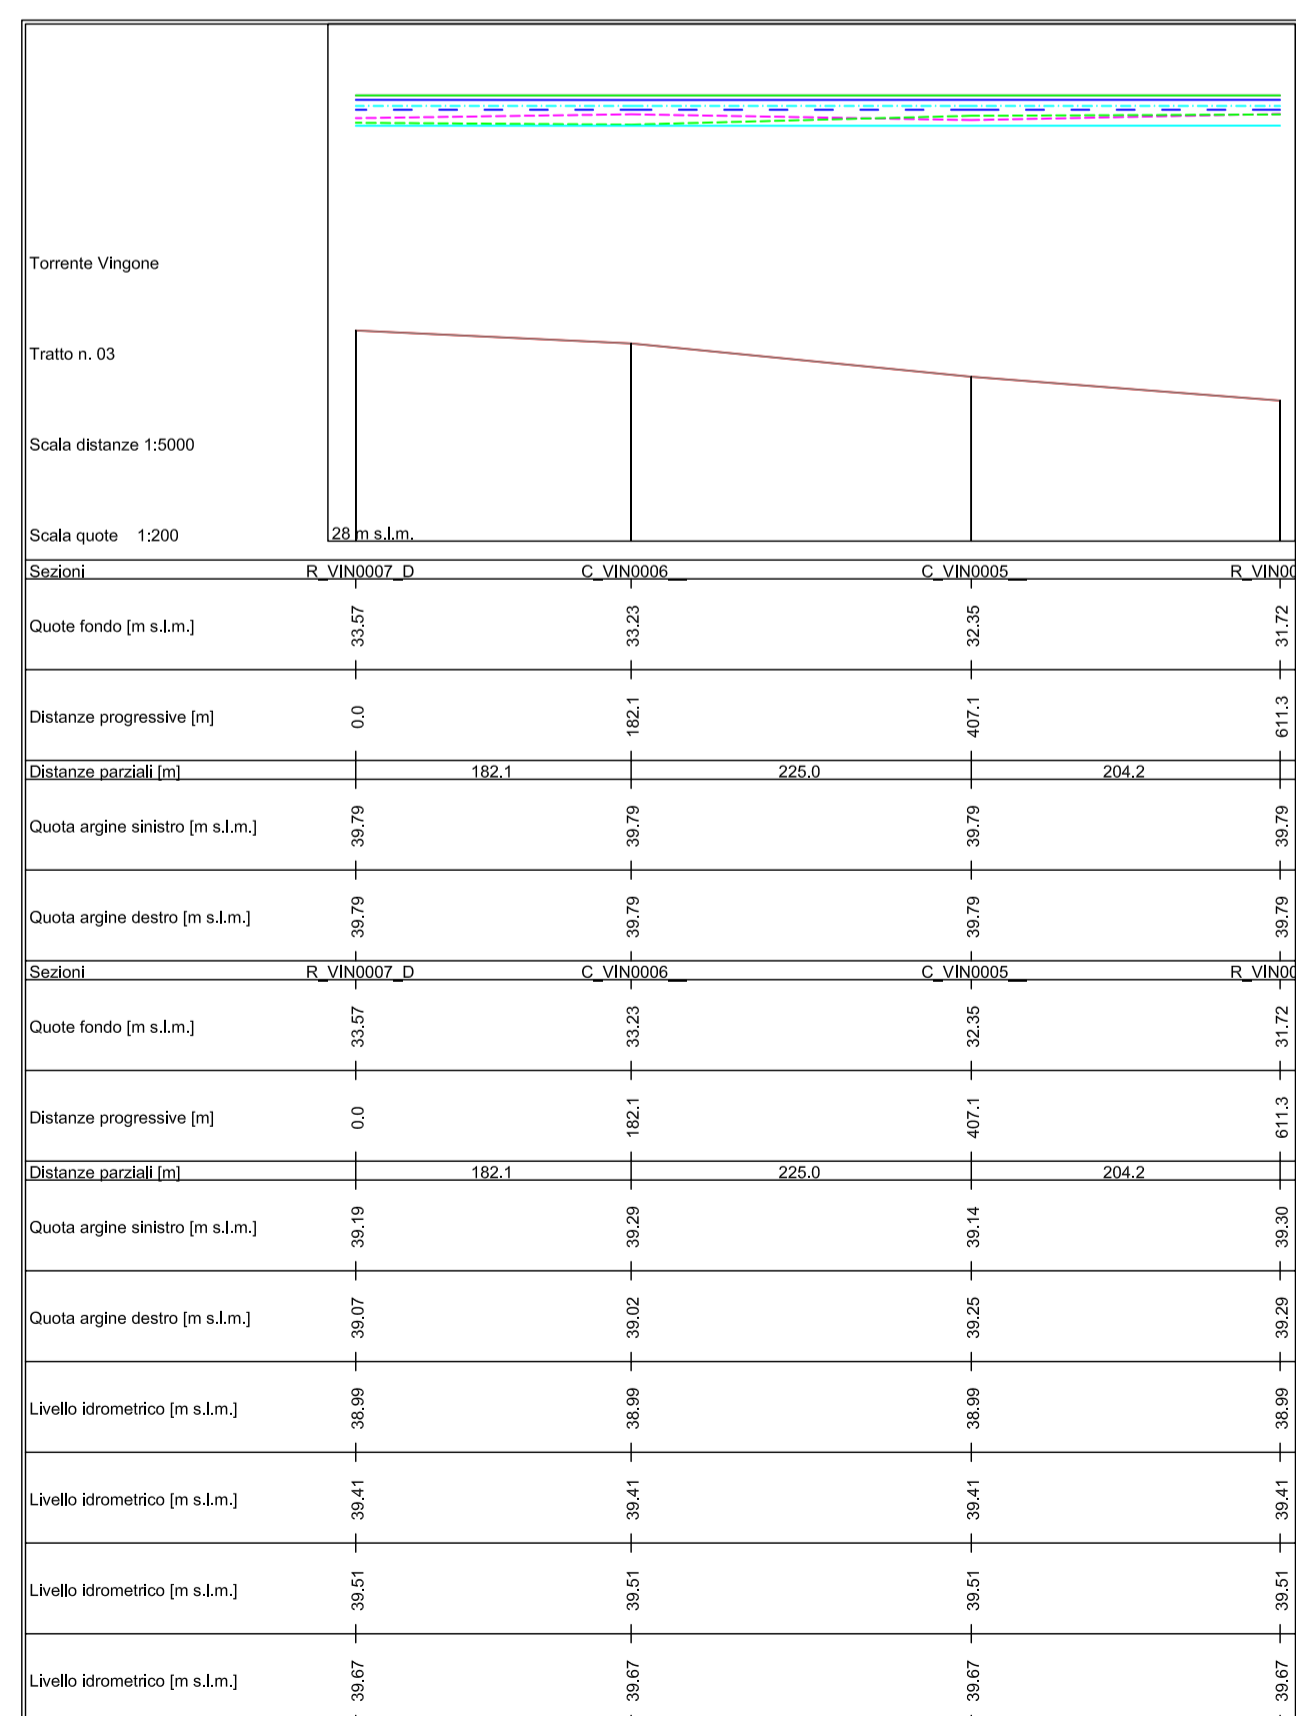 Torrente Vingone
Tratto n. 03
Scala distanze 1:5000
Scala quote 1:200
28 m s.l.m.
Sezioni R_VIN0007_D C_VIN0006__ C_VIN0005__ R_VIN00
Quote fondo [m s.l.m.] 33.57 33.23 32.35 31.72
Distanze progressive [m] 0.0 182.1 407.1 611.3
Distanze parziali [m] 182.1 225.0 204.2
Quota argine sinistro [m s.l.m.] 39.79 39.79 39.79 39.79
Quota argine destro [m s.l.m.] 39.79 39.79 39.79 39.79
Sezioni R_VIN0007_D C_VIN0006__ C_VIN0005__ R_VIN00
Quote fondo [m s.l.m.] 33.57 33.23 32.35 31.72
Distanze progressive [m] 0.0 182.1 407.1 611.3
Distanze parziali [m] 182.1 225.0 204.2
Quota argine sinistro [m s.l.m.] 39.19 39.29 39.14 39.30
Quota argine destro [m s.l.m.] 39.07 39.02 39.25 39.29
Livello idrometrico [m s.l.m.] 38.99 38.99 38.99 38.99
Livello idrometrico [m s.l.m.] 39.41 39.41 39.41 39.41
Livello idrometrico [m s.l.m.] 39.51 39.51 39.51 39.51
Livello idrometrico [m s.l.m.] 39.67 39.67 39.67 39.67